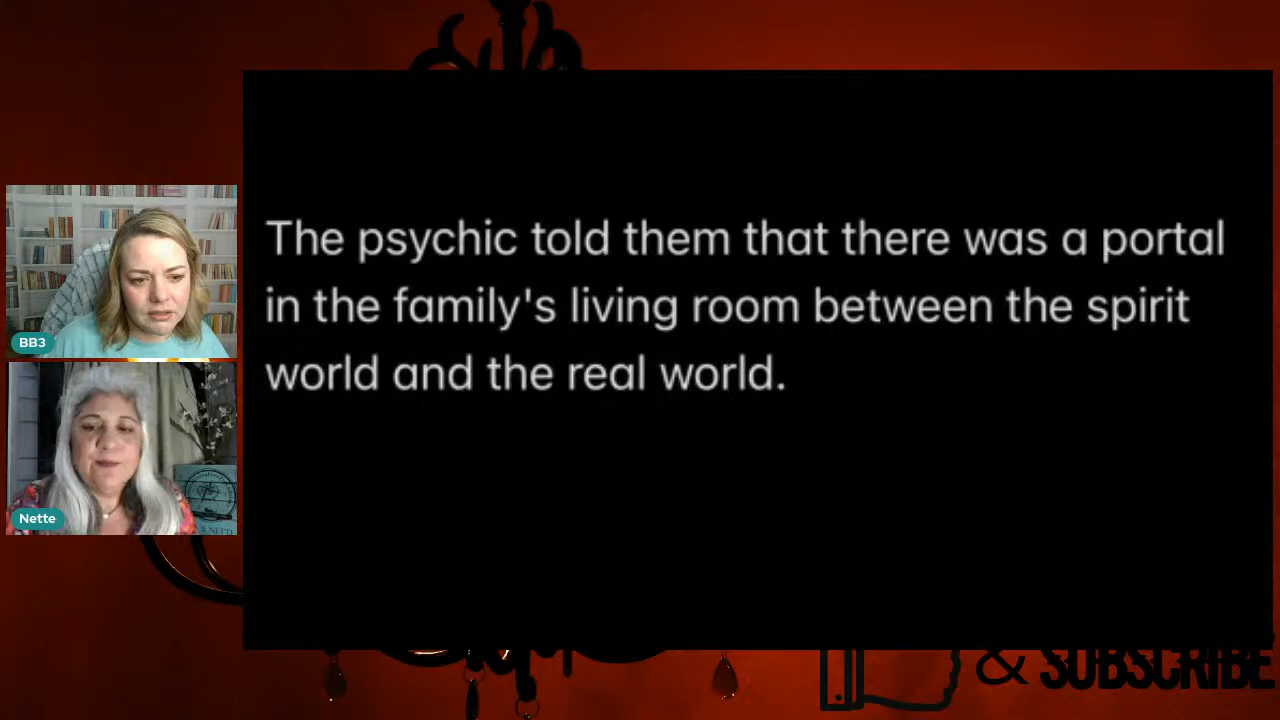 The psychic told them that there was a portal
in the family's living room between the spirit
world and the real world.
BB3
Nette
& NETTE
& SUBSCRIBE